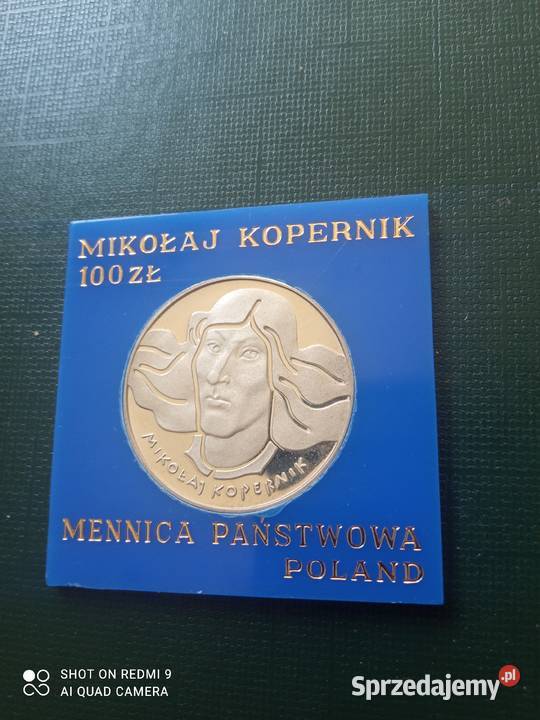 MIKOŁAJ KOPERNIK
100 ZŁ
MIKOŁAJ KOPERNIK
MENNICA PAŃSTWOWA
POLAND
SHOT ON REDMI 9
AI QUAD CAMERA
Sprzedajemy.pl